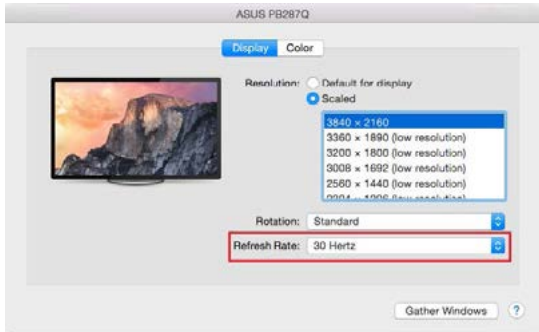 ASUS PB287Q
Display Color
Resolution: Default for display
Scaled
3840 × 2160
3360 × 1890 (low resolution)
3200 × 1800 (low resolution)
3008 × 1692 (low resolution)
2560 × 1440 (low resolution)
Rotation: Standard
Refresh Rate: 30 Hertz
Gather Windows ?